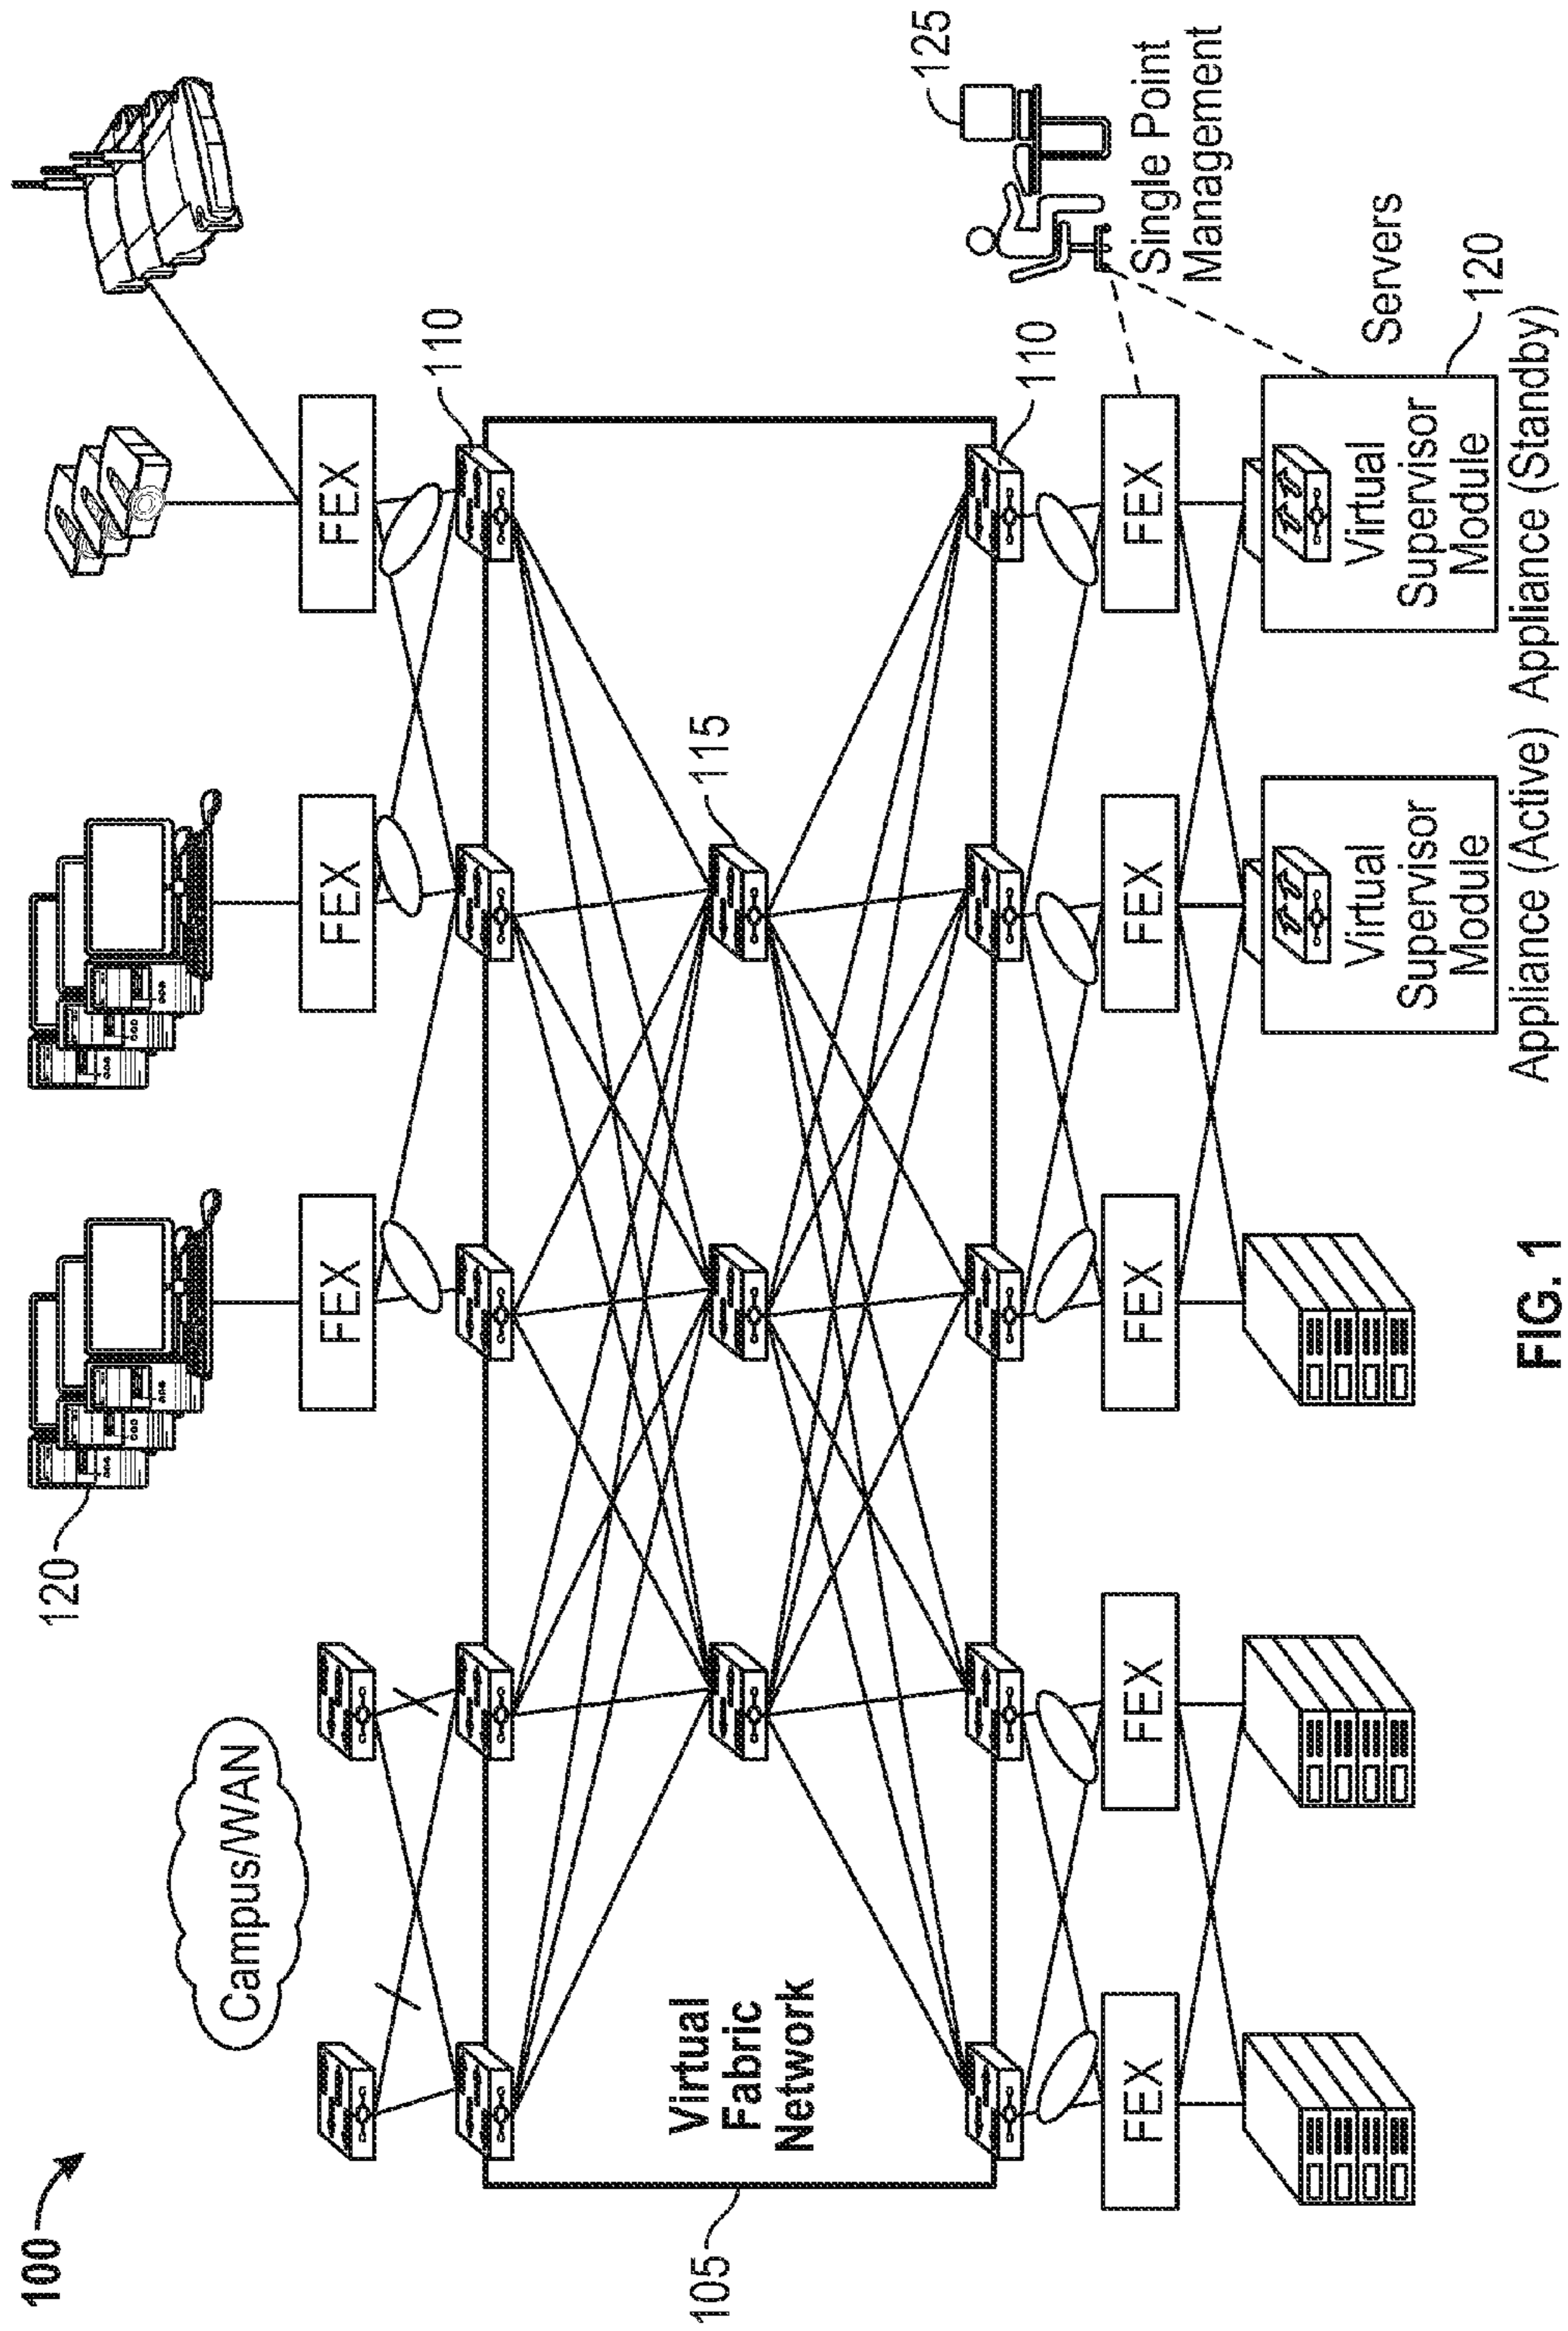 100
Campus/WAN
120
FEX
FEX
FEX
110
105
Virtual
Fabric
Network
115
110
125
Single Point
Management
FEX
FEX
FEX
FEX
FEX
Servers
Virtual
Supervisor
Module
Virtual
Supervisor
Module
120
Appliance (Active)
Appliance (Standby)
FIG. 1